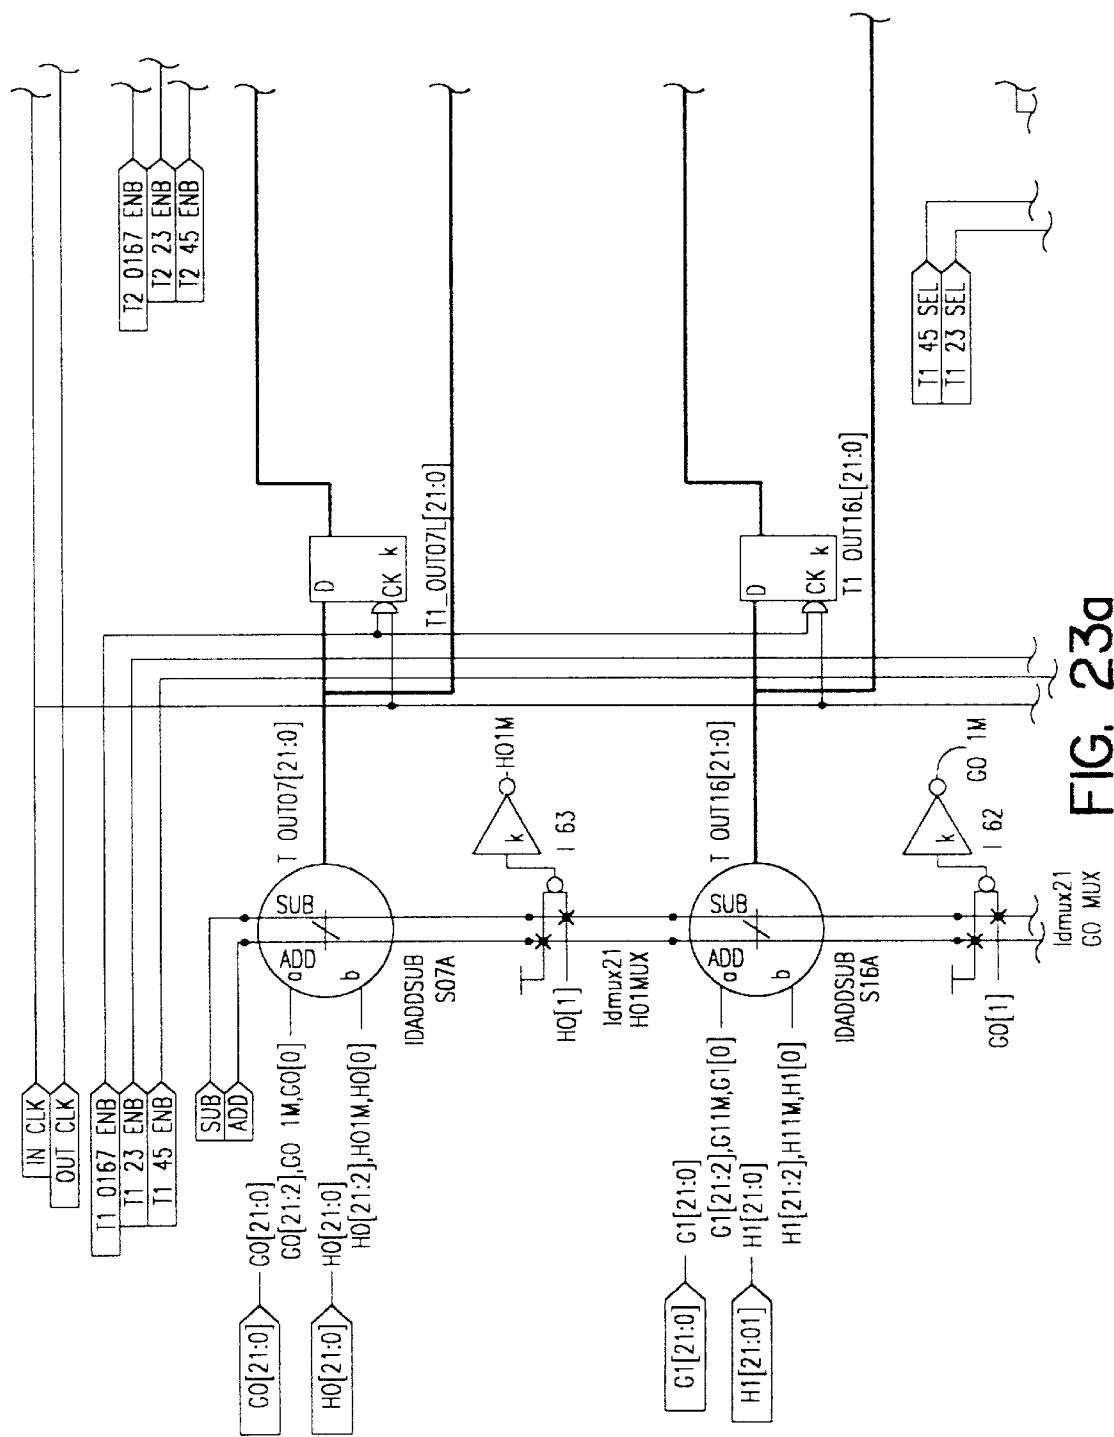 IN CLK
OUT CLK
T1 0167 ENB
T1 23 ENB
T1 45 ENB
T2 0167 ENB
T2 23 ENB
T2 45 ENB
SUB
ADD
G0[21:0]
G0[21:0]
G0[21:2],G0 1M,G0[0]
H0[21:0]
H0[21:0]
H0[21:2],H01M,H0[0]
a
b
ADD
SUB
IDADDSUB
S07A
T OUT07[21:0]
D
CK
k
T1_OUT07L[21:0]
H0[1]
ldmux21
H01MUX
k
I 63
H01M
G1[21:0]
G1[21:0]
G1[21:2],G11M,G1[0]
H1[21:01]
H1[21:0]
H1[21:2],H11M,H1[0]
a
b
ADD
SUB
IDADDSUB
S16A
T OUT16[21:0]
D
CK
k
T1 OUT16L[21:0]
T1 45 SEL
T1 23 SEL
G0[1]
ldmux21
G0 MUX
k
I 62
G0 1M
FIG. 23a